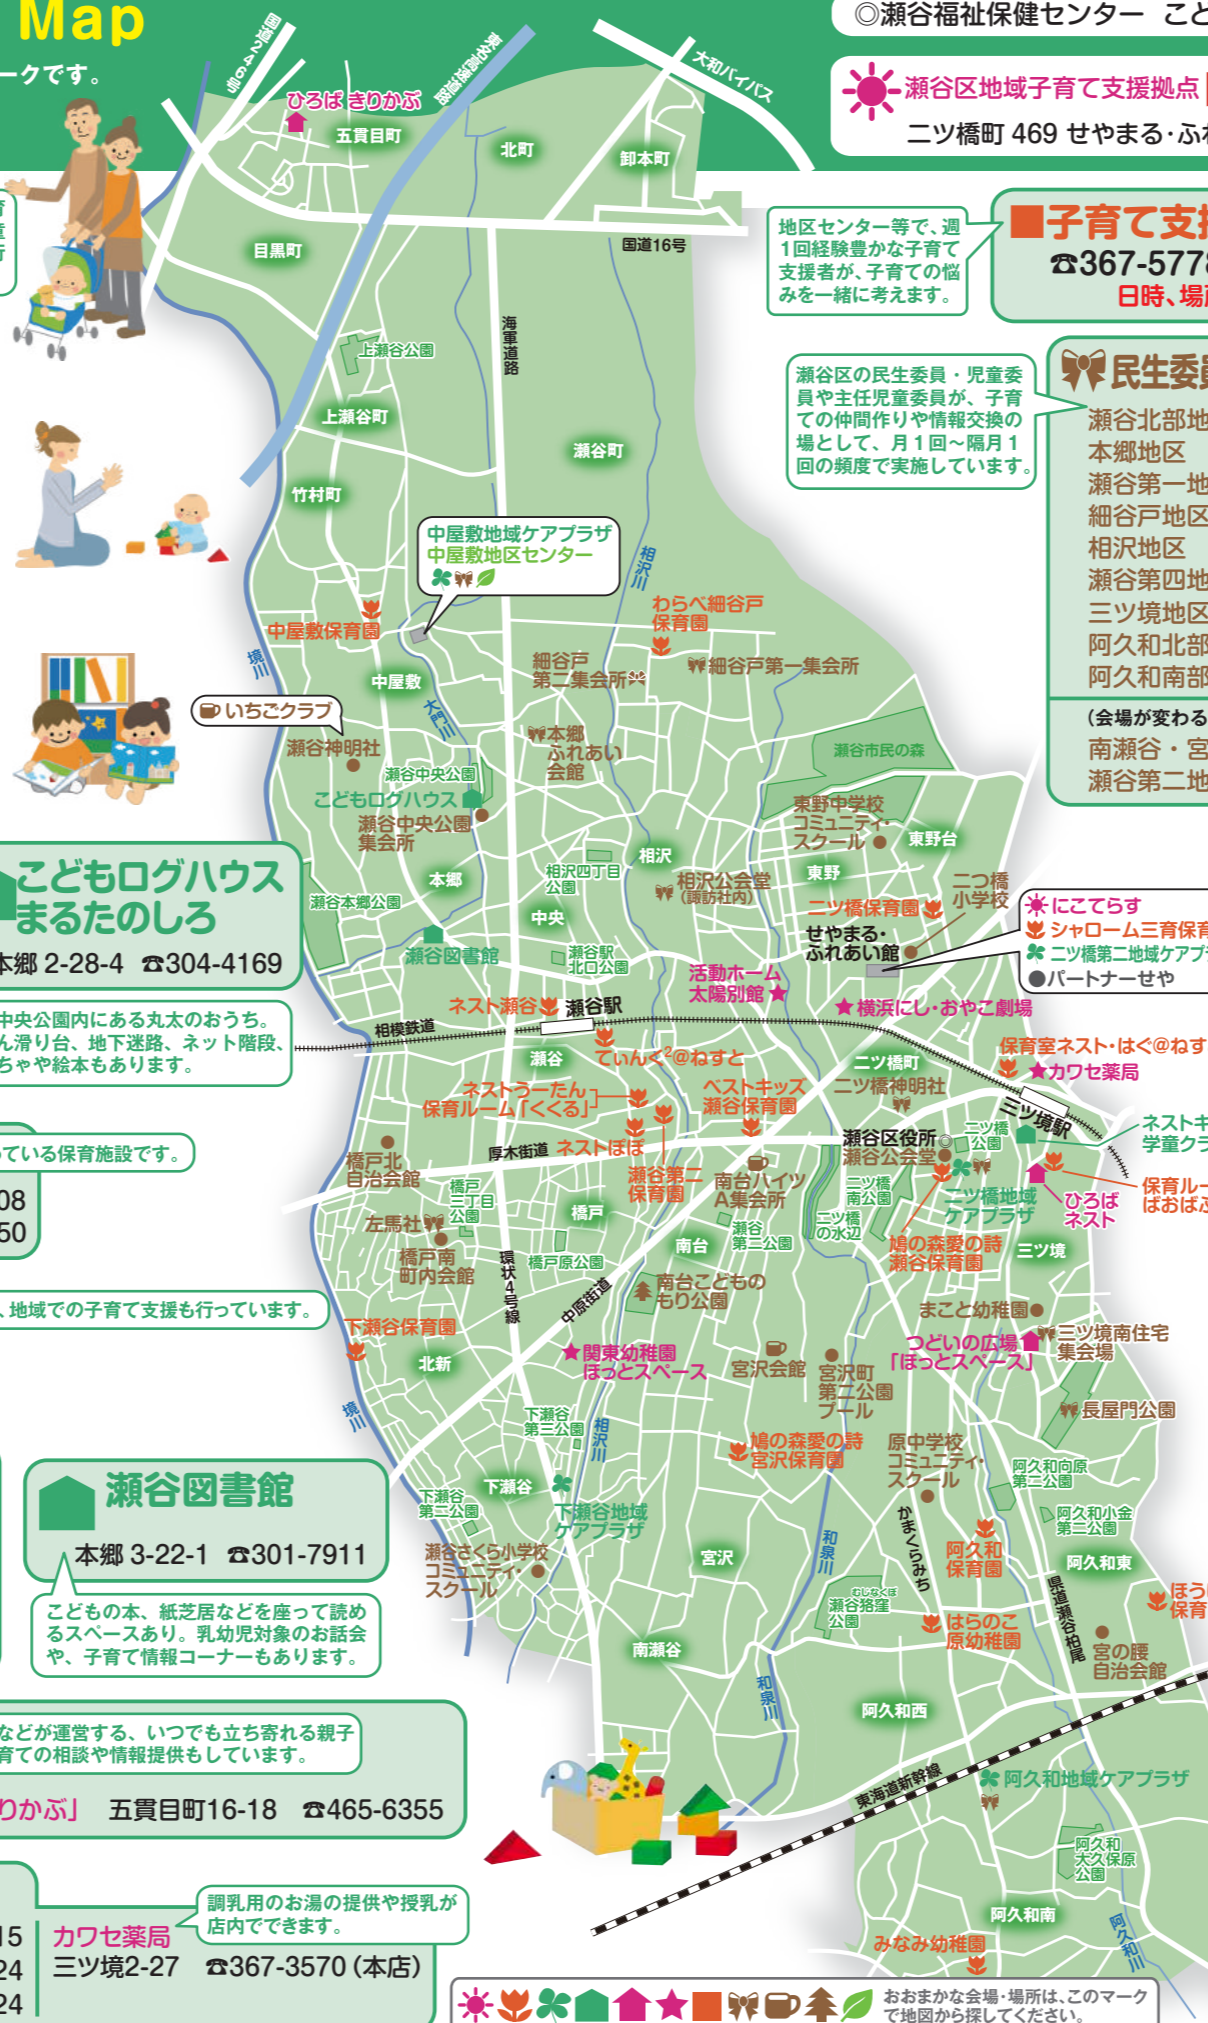 Map
ークです。
◎瀬谷福祉保健センター こど
瀬谷区地域子育て支援拠点
二ツ橋町 469 せやまる・ふれ
国道246号
東名高速道路
大和バイパス
ひろば きりかぶ
五貫目町
北町
卸本町
目黒町
国道16号
地区センター等で、週
1回経験豊かな子育て
支援者が、子育ての悩
みを一緒に考えます。
■子育て支援
☎367-5778
日時、場所
海軍道路
上瀬谷公園
上瀬谷町
瀬谷町
竹村町
瀬谷区の民生委員・児童委
員や主任児童委員が、子育
ての仲間作りや情報交換の
場として、月1回～隔月1
回の頻度で実施しています。
民生委員
瀬谷北部地
本郷地区
瀬谷第一地
細谷戸地区
相沢地区
瀬谷第四地
三ツ境地区
阿久和北部
阿久和南部
（会場が変わる
南瀬谷・宮
瀬谷第二地
中屋敷地域ケアプラザ
中屋敷地区センター
相沢川
わらべ細谷戸
保育園
中屋敷保育園
境川
細谷戸
第二集会所
細谷戸第一集会所
中屋敷
大門川
いちごクラブ
瀬谷神明社
本郷
ふれあい
会館
瀬谷市民の森
瀬谷中央公園
こどもログハウス
瀬谷中央公園
集会所
東野中学校
コミュニティ・
スクール
東野台
相沢
東野
本郷
相沢四丁目
公園
相沢公会堂
（諏訪社内）
二つ橋
小学校
こどもログハウス
まるたのしろ
本郷 2-28-4 ☎304-4169
瀬谷本郷公園
中央
二ツ橋保育園
せやまる・
ふれあい館
にこてらす
シャローム三育保育
二ツ橋第二地域ケアプラ
●パートナーせや
瀬谷図書館
瀬谷駅
北口公園
活動ホーム
太陽別館★
★横浜にし・おやこ劇場
中央公園内にある丸太のおうち。
ん滑り台、地下迷路、ネット階段、
ちゃや絵本もあります。
ネスト瀬谷
瀬谷駅
相模鉄道
瀬谷
てぃんく²@ねすと
保育室ネスト・はぐ@ねす
★カワセ薬局
二ツ橋町
二ツ橋神明社
ネストうーたん
保育ルーム「くくる」
ベストキッズ
瀬谷保育園
三ツ境駅
ネストキ
学童クラ
っている保育施設です。
08
50
橋戸北
自治会館
厚木街道
ネストぽぽ
瀬谷第二
保育園
南台ハイツ
A集会所
瀬谷区役所◎
瀬谷公会堂
二ツ橋
公園
二ツ橋
南公園
二ツ橋地域
ケアプラザ
ひろば
ネスト
保育ルー
ぱおぱぷ
左馬社
橋戸
三丁目
公園
橋戸南
町内会館
橋戸
橋戸原公園
南台
瀬谷
第二公園
二ツ橋
の水辺
鳩の森愛の詩
瀬谷保育園
三ツ境
、地域での子育て支援も行っています。
環状4号線
中原街道
南台こどもの
もり公園
まこと幼稚園
つどいの広場
「ほっとスペース」
三ツ境南住宅
集会場
下瀬谷保育園
北新
★関東幼稚園
ほっとスペース
宮沢会館
宮沢町
第二公園
プール
長屋門公園
境川
下瀬谷
第三公園
相沢川
鳩の森愛の詩
宮沢保育園
原中学校
コミュニティ・
スクール
阿久和向原
第二公園
瀬谷図書館
本郷 3-22-1 ☎301-7911
こどもの本、紙芝居などを座って読め
るスペースあり。乳幼児対象のお話会
や、子育て情報コーナーもあります。
下瀬谷
下瀬谷
第二公園
下瀬谷地域
ケアプラザ
かまくらみち
阿久和小金
第二公園
瀬谷さくら小学校
コミュニティ・
スクール
宮沢
和泉川
阿久和
保育園
阿久和東
むじなくぼ
瀬谷狢窪
公園
はらのこ
原幼稚園
県道瀬谷柏尾
ほうゆ
保育
南瀬谷
宮の腰
自治会館
和泉川
阿久和西
などが運営する、いつでも立ち寄れる親子
育ての相談や情報提供もしています。
りかぶ」 五貫目町16-18 ☎465-6355
東海道新幹線
阿久和地域ケアプラザ
阿久和
大久保原
公園
調乳用のお湯の提供や授乳が
店内でできます。
15
24
24
カワセ薬局
三ツ境2-27 ☎367-3570（本店）
阿久和南
みなみ幼稚園
阿久和川
おおまかな会場・場所は、このマーク
で地図から探してください。